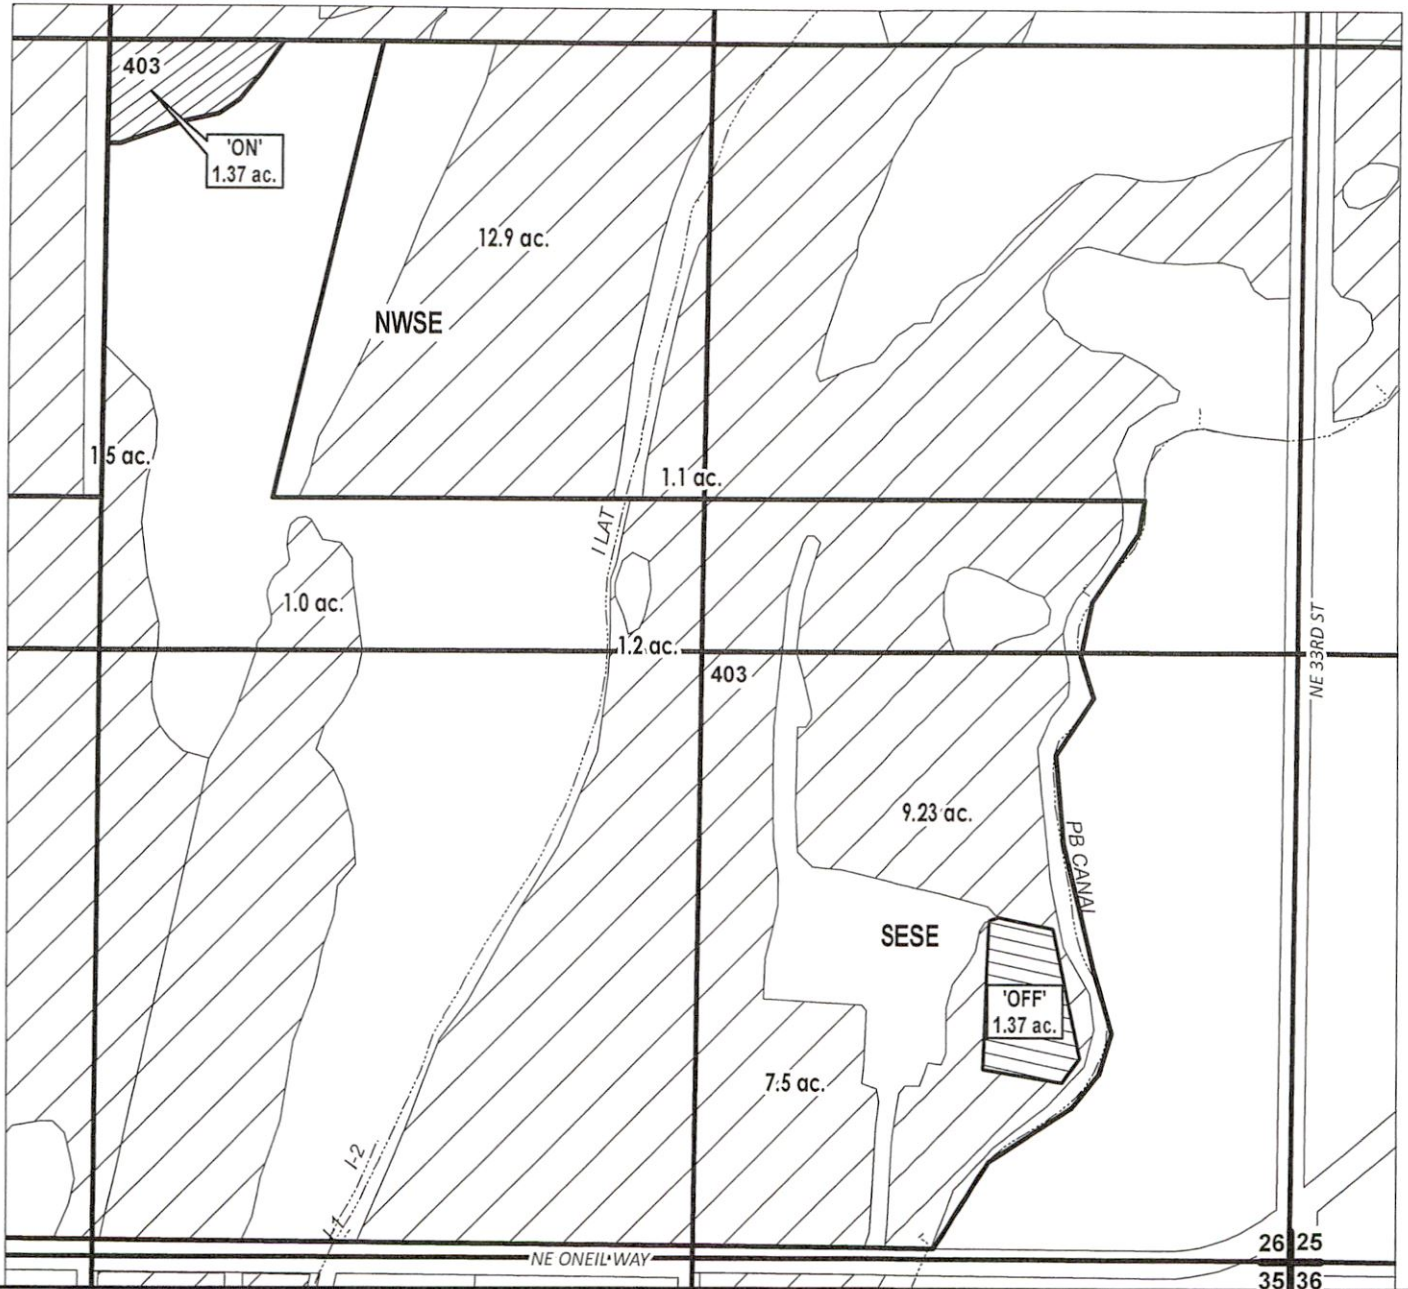 403
'ON'
1.37 ac.
12.9 ac.
NWSE
1.5 ac.
1.1 ac.
I LAT
1.0 ac.
1.2 ac.
403
NE 33RD ST
9.23 ac.
PB CANAL
SESE
'OFF'
1.37 ac.
7.5 ac.
I-2
I-1
NE ONEIL WAY
26 25
35 36